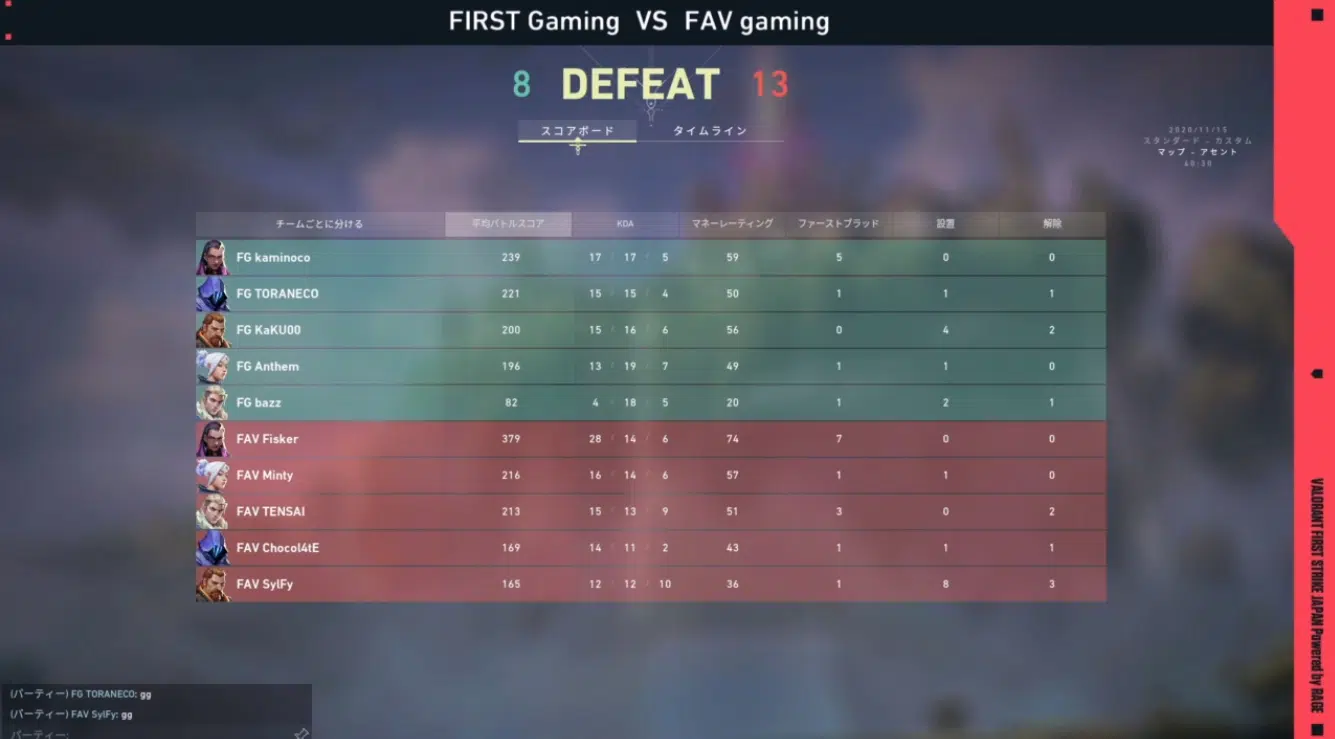 FIRST Gaming VS FAV gaming
8 DEFEAT 13
スコアボード タイムライン
2020/11/15
スタンダード - カスタム
マップ - アセント
チームごとに分ける 平均バトルスコア KDA マネーレーティング ファーストブラッド 設置 解除
FG kaminoco 239 17 / 17 / 5 59 5 0 0
FG TORANECO 221 15 / 15 / 4 50 1 1 1
FG KaKU00 200 15 / 16 / 6 56 0 4 2
FG Anthem 196 13 / 19 / 7 49 1 1 0
FG bazz 82 4 / 18 / 5 20 1 2 1
FAV Fisker 379 28 / 14 / 6 74 7 0 0
FAV Minty 216 16 / 14 / 6 57 1 1 0
FAV TENSAI 213 15 / 13 / 9 51 3 0 2
FAV Chocol4tE 169 14 / 11 / 2 43 1 1 1
FAV SylFy 165 12 / 12 / 10 36 1 8 3
(パーティー) FG TORANECO: gg
(パーティー) FAV SylFy: gg
パーティー:
VALORANT FIRST STRIKE JAPAN Powered by RAGE